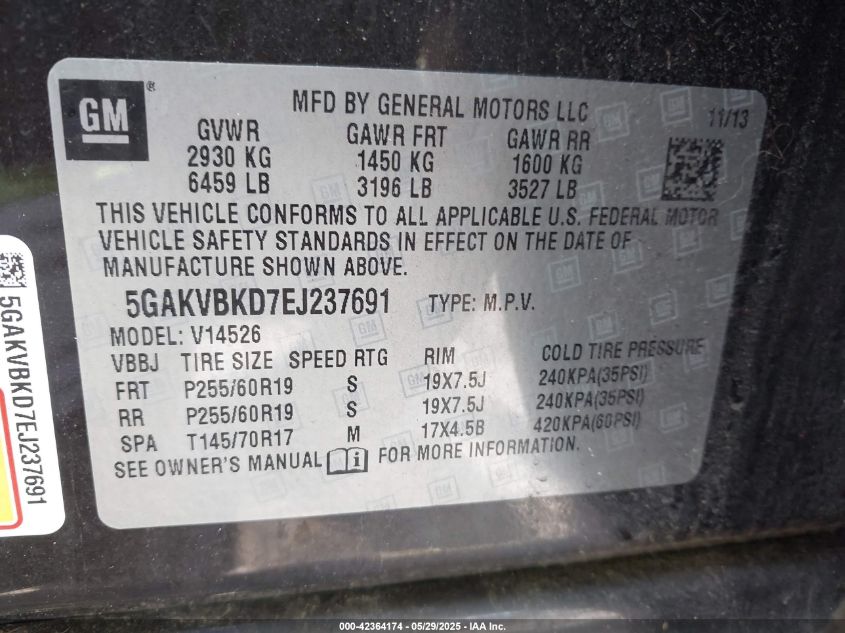 GM®
MFD BY GENERAL MOTORS LLC
11/13
GVWR GAWR FRT GAWR RR
2930 KG 1450 KG 1600 KG
6459 LB 3196 LB 3527 LB
THIS VEHICLE CONFORMS TO ALL APPLICABLE U.S. FEDERAL MOTOR
VEHICLE SAFETY STANDARDS IN EFFECT ON THE DATE OF
MANUFACTURE SHOWN ABOVE.
5GAKVBKD7EJ237691 TYPE: M.P.V.
MODEL: V14526
VBBJ TIRE SIZE SPEED RTG RIM COLD TIRE PRESSURE
FRT P255/60R19 S 19X7.5J 240KPA(35PSI)
RR P255/60R19 S 19X7.5J 240KPA(35PSI)
SPA T145/70R17 M 17X4.5B 420KPA(60PSI)
SEE OWNER'S MANUAL i FOR MORE INFORMATION.
5GAKVBKD7EJ237691
000-42364174 | 05/29/2025 | IAA Inc.